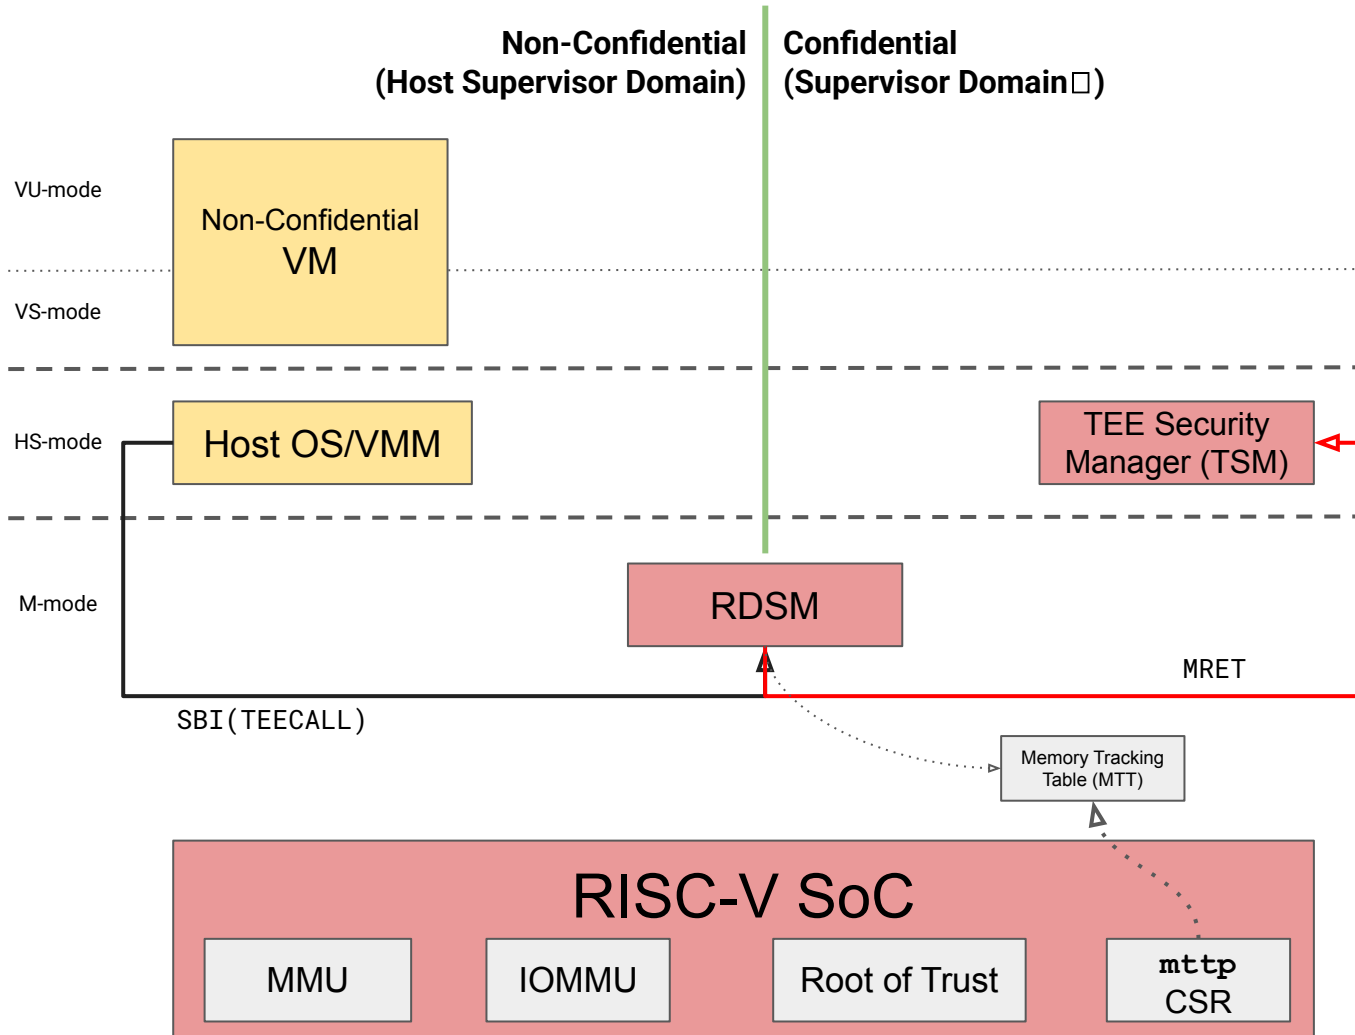 Non-Confidential
(Host Supervisor Domain)
Confidential
(Supervisor Domain□)
VU-mode
Non-Confidential
VM
VS-mode
HS-mode
Host OS/VMM
TEE Security
Manager (TSM)
M-mode
RDSM
MRET
SBI(TEECALL)
Memory Tracking
Table (MTT)
RISC-V SoC
MMU
IOMMU
Root of Trust
mttp
CSR